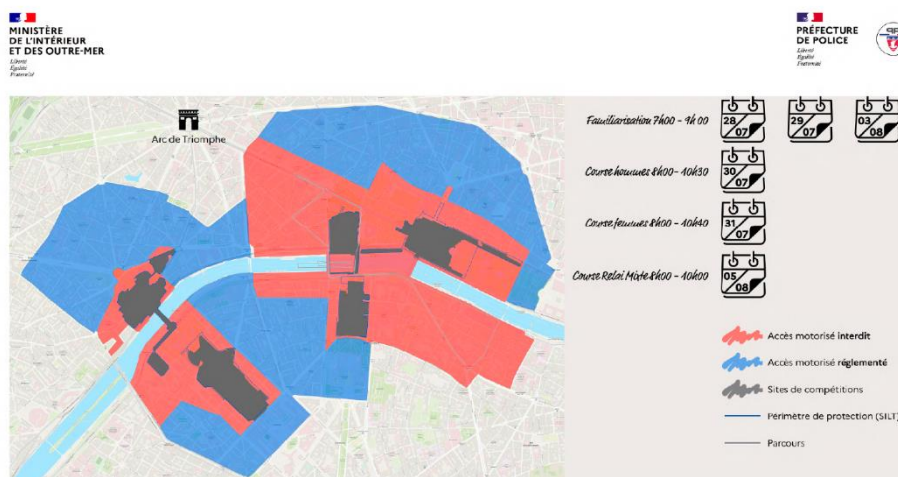 MINISTÈRE
DE L'INTÉRIEUR
ET DES OUTRE-MER
Liberté
Égalité
Fraternité
PRÉFECTURE
DE POLICE
Liberté
Égalité
Fraternité
Arc de Triomphe
Familiarisation 7h00 - 9h00
28
07
29
07
03
08
Course hommes 8h00 - 10h30
30
07
Course femmes 8h00 - 10h40
31
07
Course Relai Mixte 8h00 - 10h00
05
08
Accès motorisé interdit
Accès motorisé réglementé
Sites de compétitions
Périmètre de protection (SILT)
Parcours